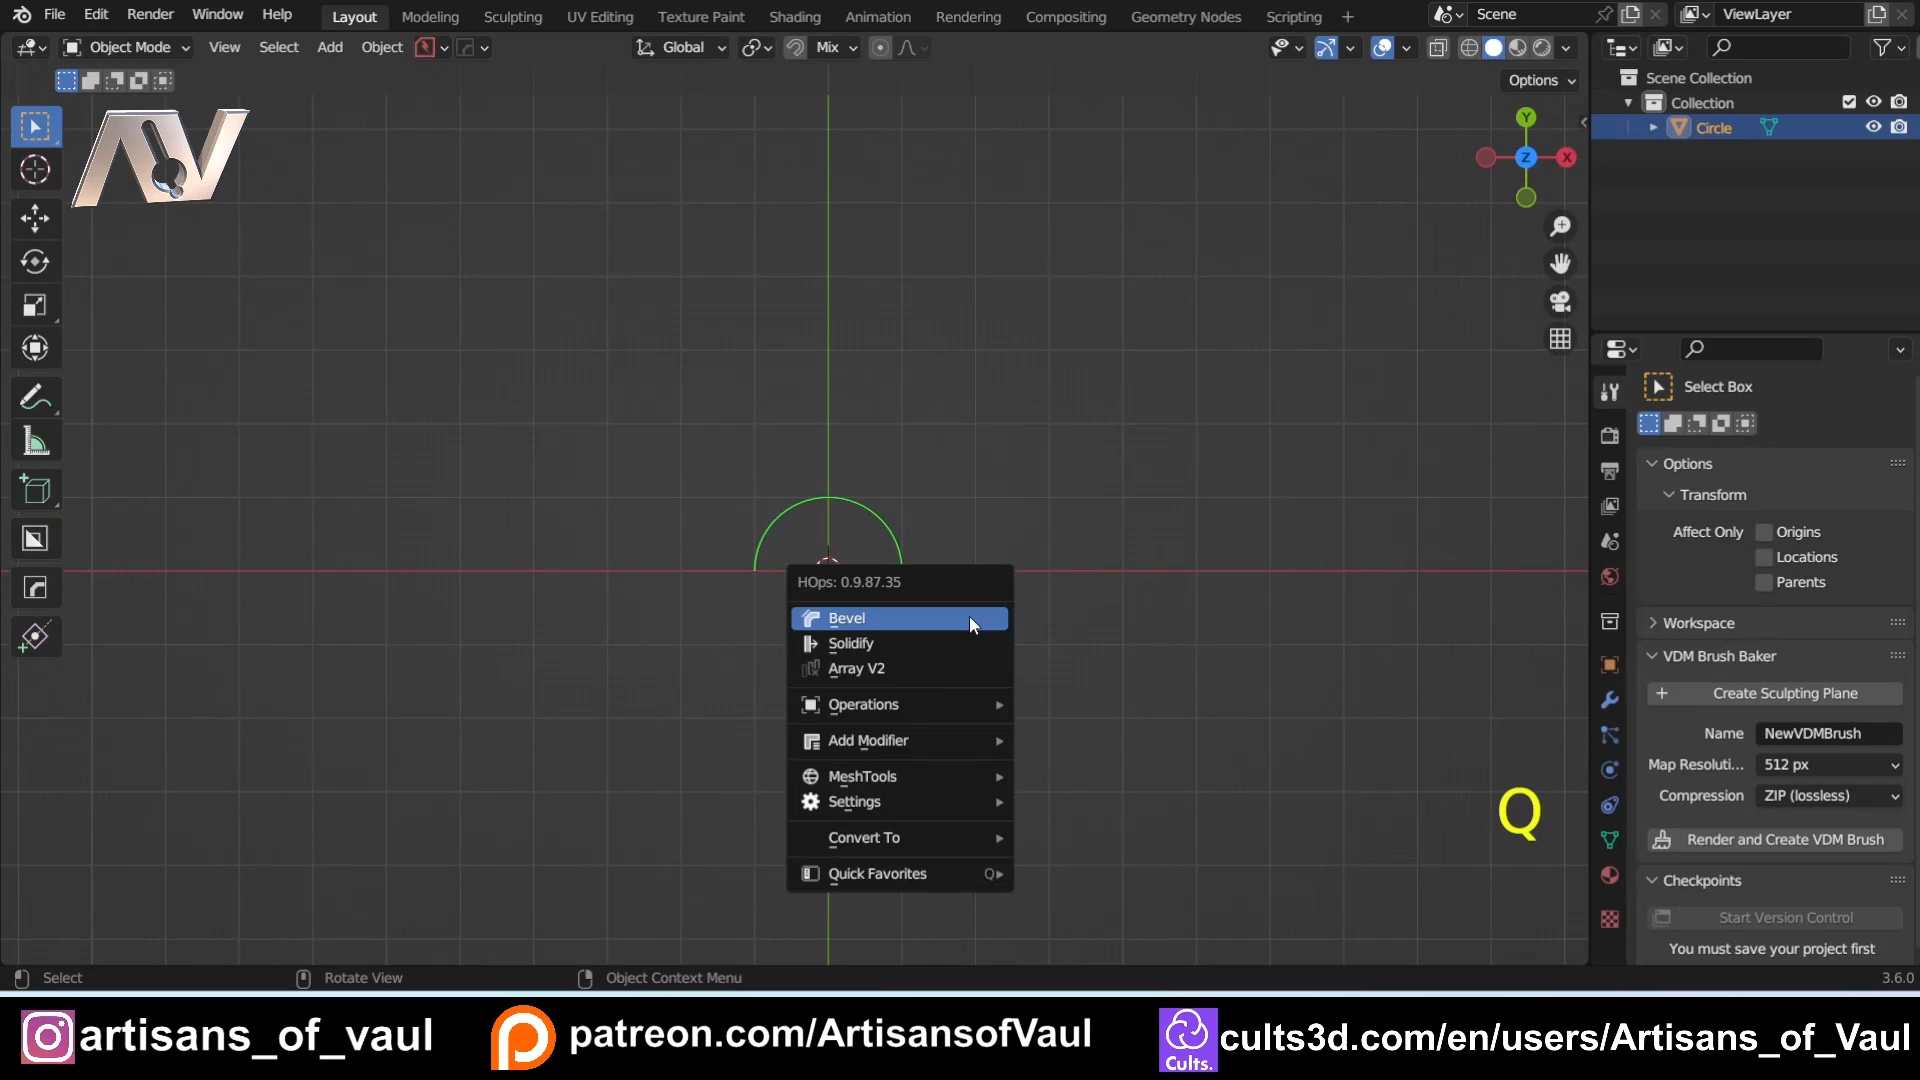 File Edit Render Window Help Layout Modeling Sculpting UV Editing Texture Paint Shading Animation Rendering Compositing Geometry Nodes Scripting + Scene ViewLayer
Object Mode View Select Add Object Global Mix
Options
Y
Z X
Scene Collection
Collection
Circle
Select Box
Options
Transform
Affect Only Origins
Locations
Parents
Workspace
VDM Brush Baker
Create Sculpting Plane
Name NewVDMBrush
Map Resoluti... 512 px
Compression ZIP (lossless)
Render and Create VDM Brush
Checkpoints
Start Version Control
You must save your project first
HOps: 0.9.87.35
Bevel
Solidify
Array V2
Operations
Add Modifier
MeshTools
Settings
Convert To
Quick Favorites Q
Q
Select Rotate View Object Context Menu 3.6.0
artisans_of_vaul patreon.com/ArtisansofVaul Cults. cults3d.com/en/users/Artisans_of_Vaul